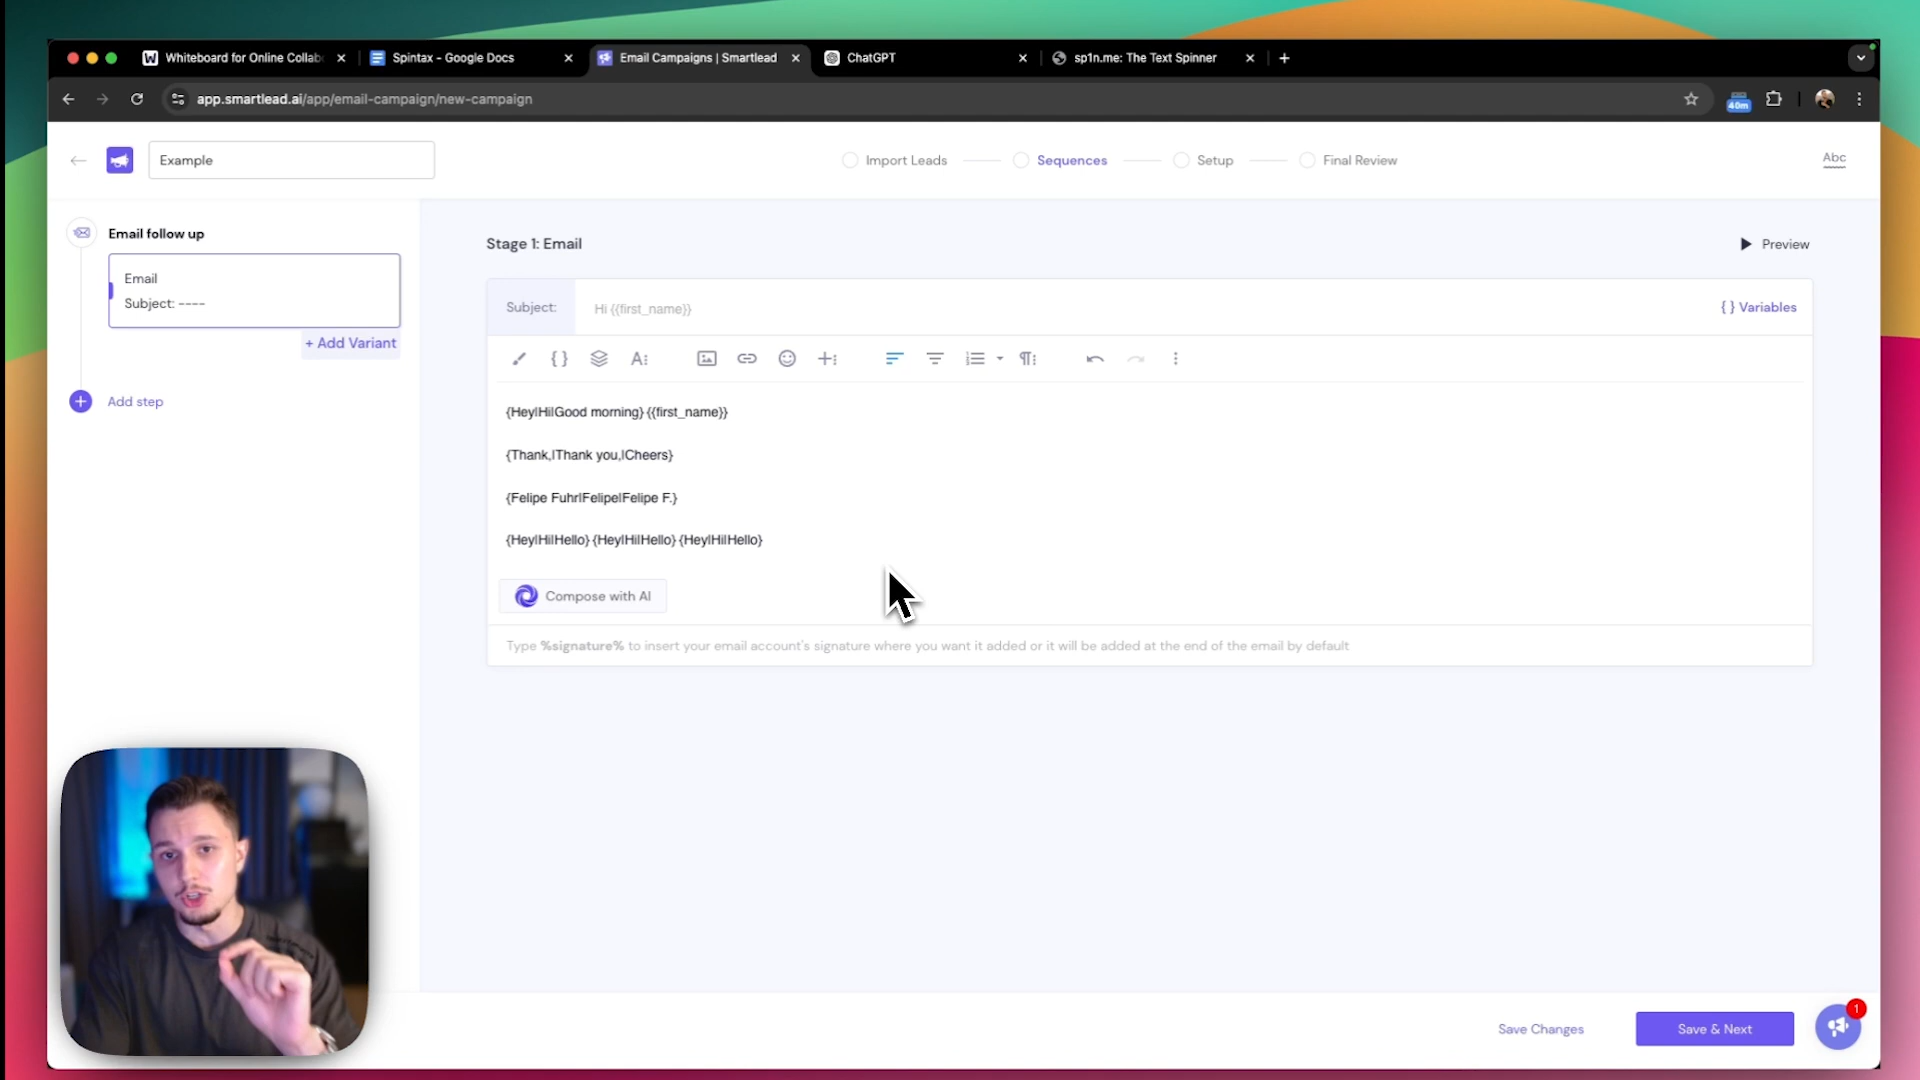 Whiteboard for Online Collabo
Spintax - Google Docs
Email Campaigns | Smartlead
ChatGPT
sp1n.me: The Text Spinner
app.smartlead.ai/app/email-campaign/new-campaign
40m
Example
Import Leads
Sequences
Setup
Final Review
Abc
Email follow up
Email
Subject: ----
+ Add Variant
Add step
Stage 1: Email
Preview
Subject:
Hi {{first_name}}
{ } Variables
{Hey|Hi|Good morning} {{first_name}}
{Thank,|Thank you,|Cheers}
{Felipe Fuhr|Felipe|Felipe F.}
{Hey|Hi|Hello} {Hey|Hi|Hello} {Hey|Hi|Hello}
Compose with AI
Type %signature% to insert your email account's signature where you want it added or it will be added at the end of the email by default
Save Changes
Save & Next
1